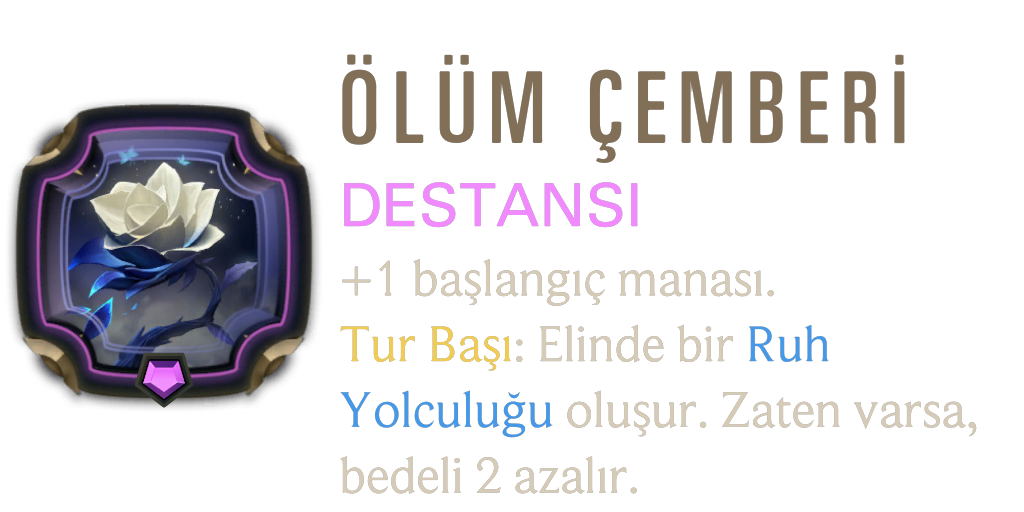 ÖLÜM ÇEMBERİ
DESTANSI
+1 başlangıç manası.
Tur Başı: Elinde bir Ruh
Yolculuğu oluşur. Zaten varsa,
bedeli 2 azalır.